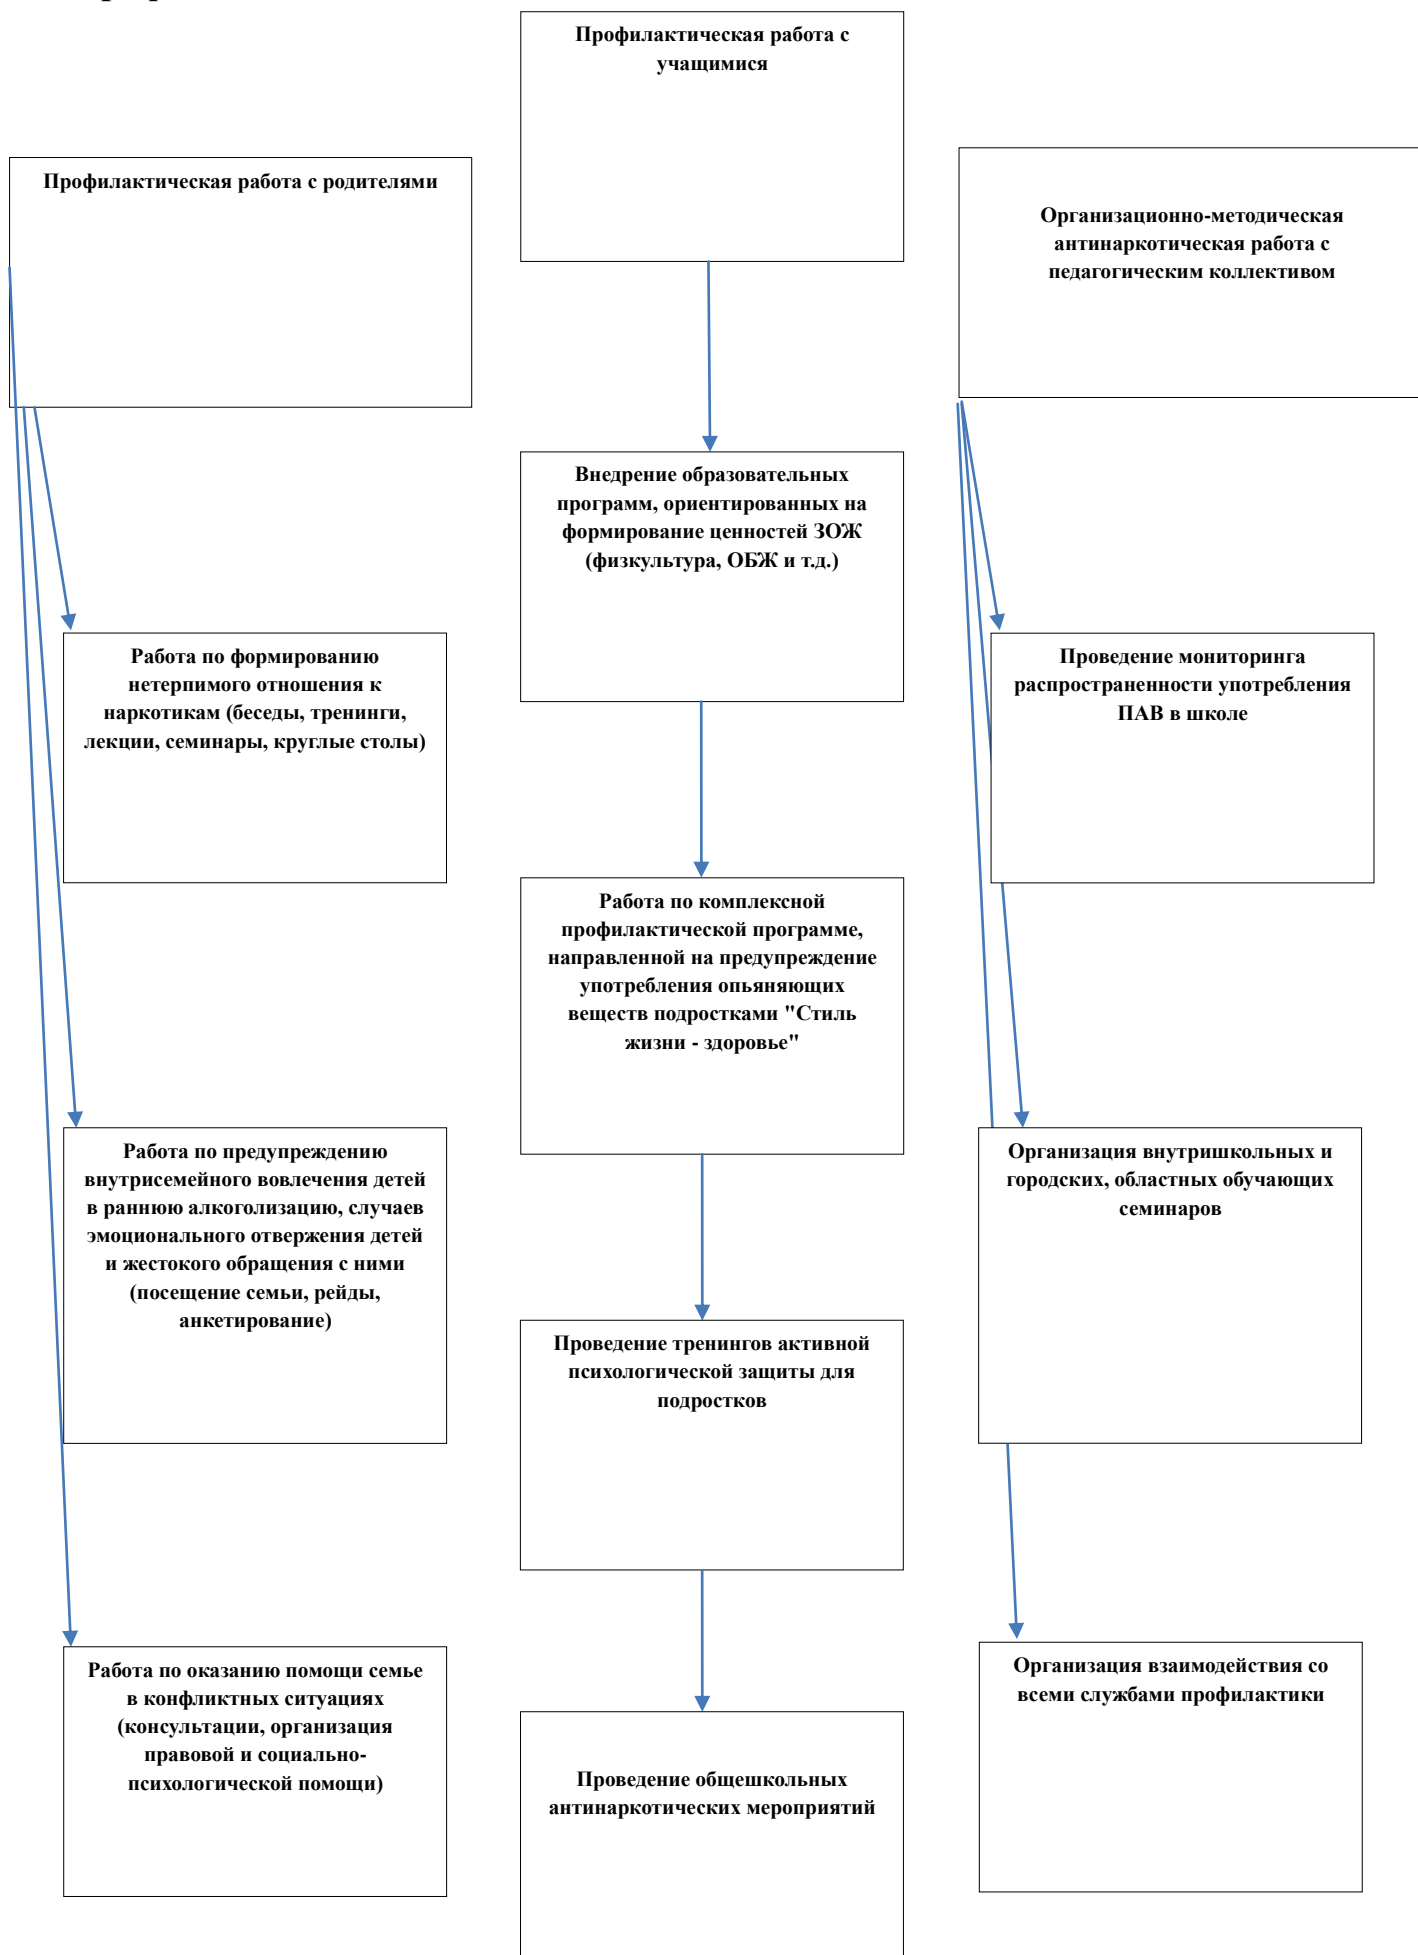 Профилактическая работа с
учащимися
Профилактическая работа с родителями
Организационно-методическая
антинаркотическая работа с
педагогическим коллективом
Внедрение образовательных
программ, ориентированных на
формирование ценностей ЗОЖ
(физкультура, ОБЖ и т.д.)
Работа по формированию
нетерпимого отношения к
наркотикам (беседы, тренинги,
лекции, семинары, круглые столы)
Проведение мониторинга
распространенности употребления
ПАВ в школе
Работа по комплексной
профилактической программе,
направленной на предупреждение
употребления опьяняющих
веществ подростками "Стиль
жизни - здоровье"
Работа по предупреждению
внутрисемейного вовлечения детей
в раннюю алкоголизацию, случаев
эмоционального отвержения детей
и жестокого обращения с ними
(посещение семьи, рейды,
анкетирование)
Организация внутришкольных и
городских, областных обучающих
семинаров
Проведение тренингов активной
психологической защиты для
подростков
Работа по оказанию помощи семье
в конфликтных ситуациях
(консультации, организация
правовой и социально-
психологической помощи)
Организация взаимодействия со
всеми службами профилактики
Проведение общешкольных
антинаркотических мероприятий